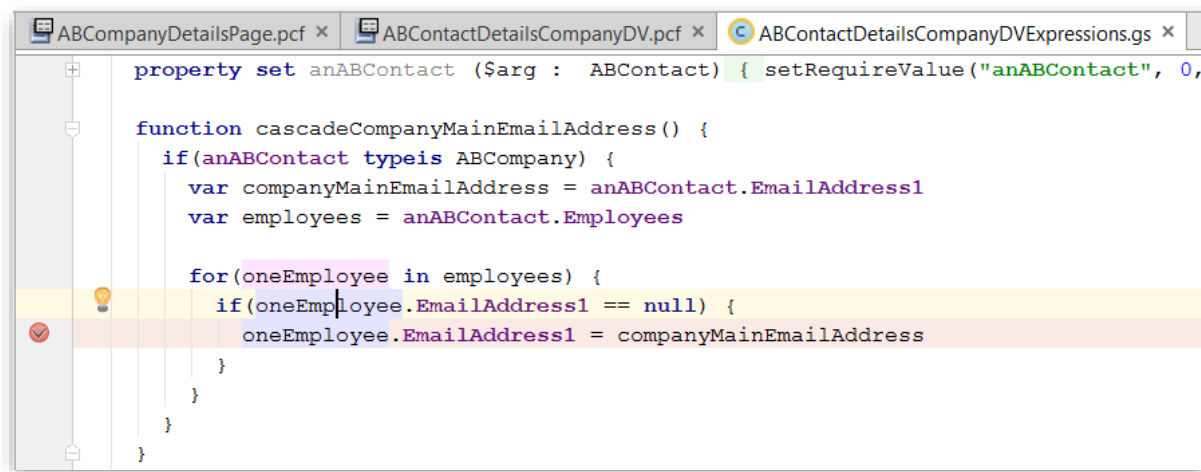 ABCompanyDetailsPage.pcf × ABContactDetailsCompanyDV.pcf × C ABContactDetailsCompanyDVExpressions.gs ×
property set anABContact ($arg : ABContact) { setRequireValue("anABContact", 0,
function cascadeCompanyMainEmailAddress() {
if(anABContact typeis ABCompany) {
var companyMainEmailAddress = anABContact.EmailAddress1
var employees = anABContact.Employees
for(oneEmployee in employees) {
if(oneEmployee.EmailAddress1 == null) {
oneEmployee.EmailAddress1 = companyMainEmailAddress
}
}
}
}